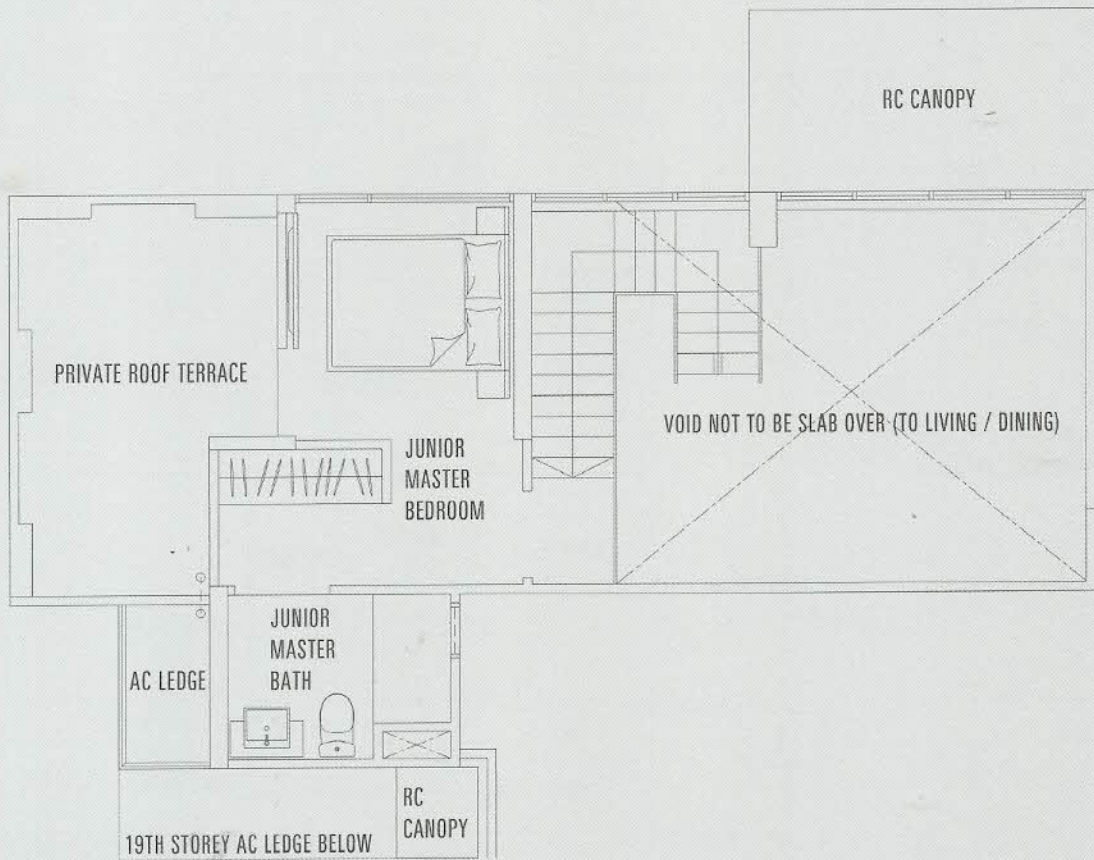 RC CANOPY
PRIVATE ROOF TERRACE
VOID NOT TO BE SLAB OVER (TO LIVING / DINING)
JUNIOR
MASTER
BEDROOM
JUNIOR
MASTER
BATH
AC LEDGE
RC
CANOPY
19TH STOREY AC LEDGE BELOW